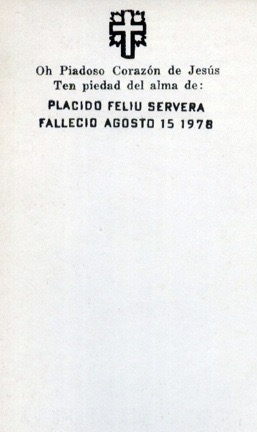 Oh Piadoso Corazón de Jesús
Ten piedad del alma de:
PLACIDO FELIU SERVERA
FALLECIO AGOSTO 15 1978